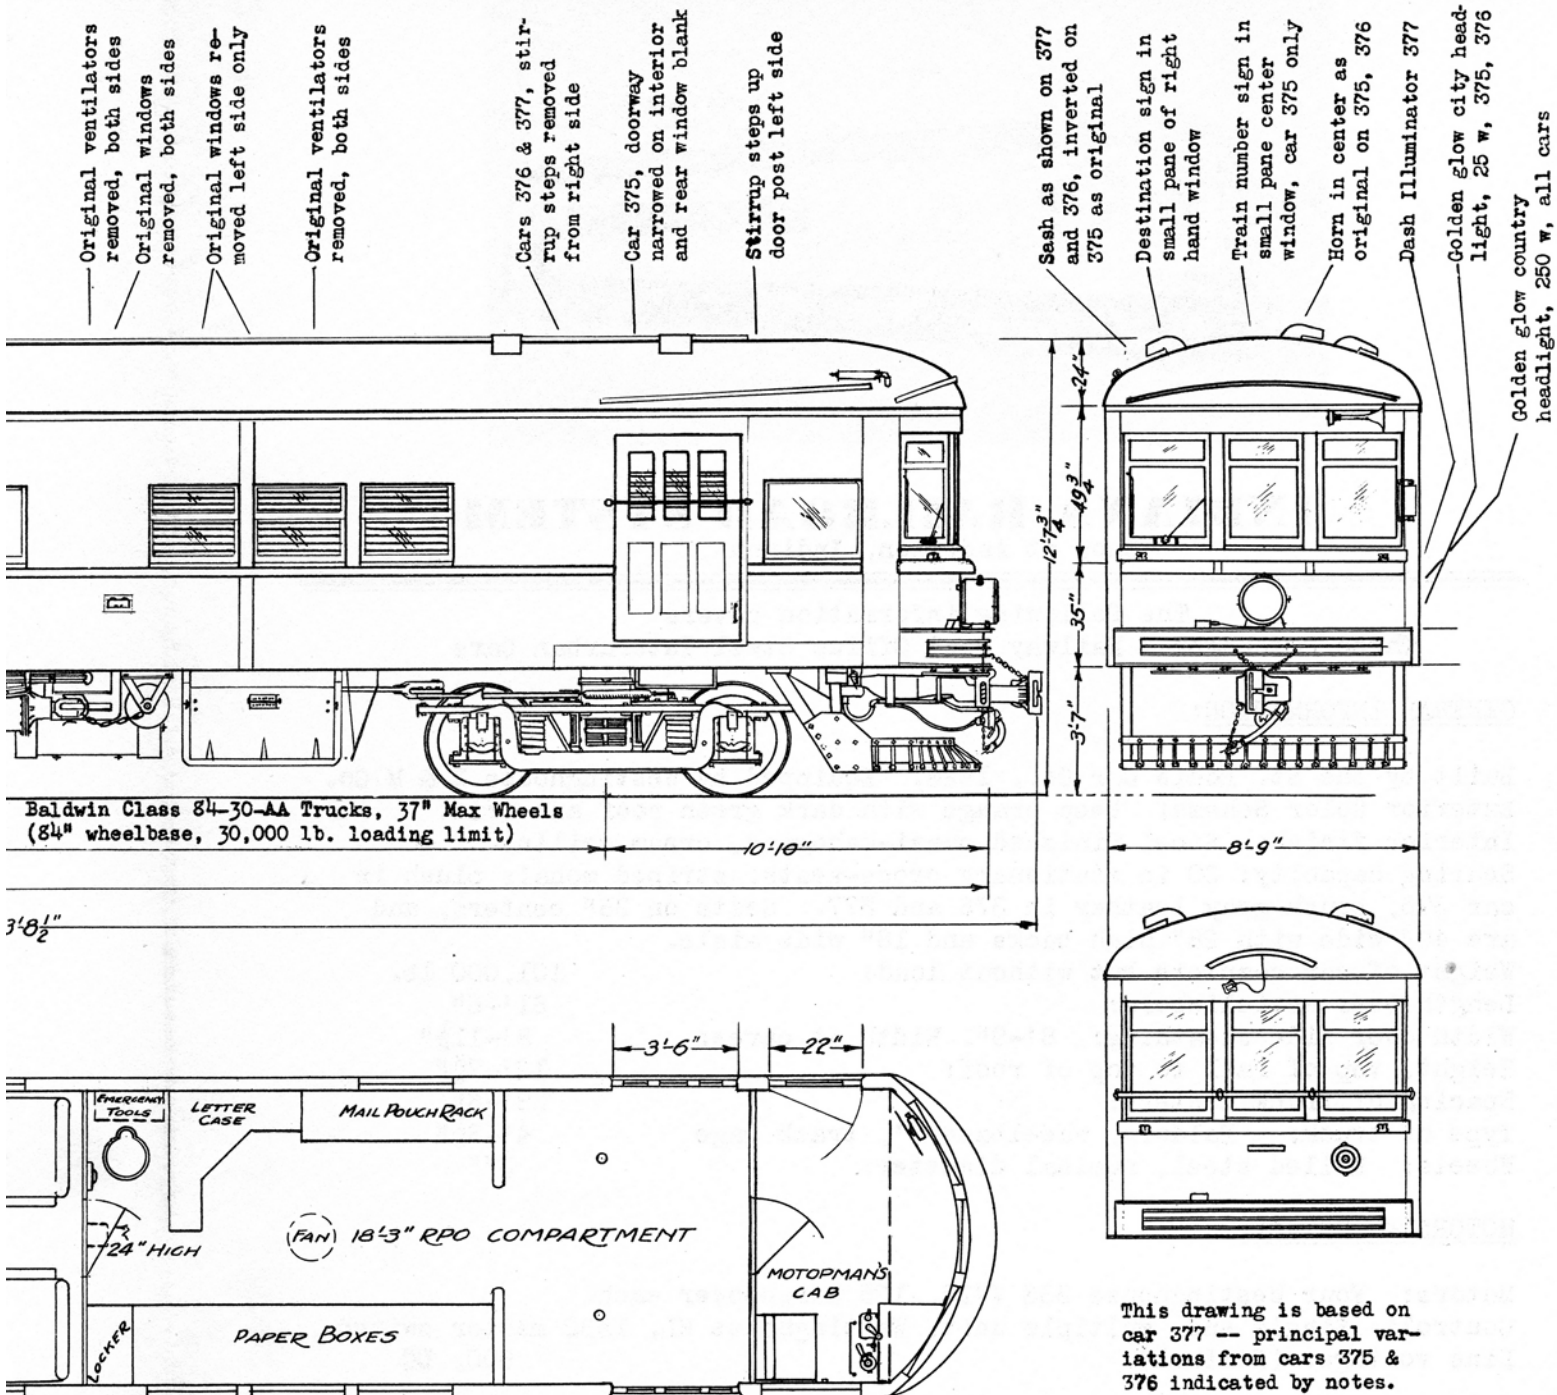 Original ventilators
removed, both sides
Original windows
removed, both sides
Original windows re-
moved left side only
Original ventilators
removed, both sides
Cars 376 & 377, stir-
rup steps removed
from right side
Car 375, doorway
narrowed on interior
and rear window blank
Stirrup steps up
door post left side
Sash as shown on 377
and 376, inverted on
375 as original
Destination sign in
small pane of right
hand window
Train number sign in
small pane center
window, car 375 only
Horn in center as
original on 375, 376
Dash Illuminator 377
Golden glow city head-
light, 25 w, 375, 376
Golden glow country
headlight, 250 w, all cars
24"
49 3/4"
12'-7 3/4"
35"
3'-7"
Baldwin Class 84-30-AA Trucks, 37" Max Wheels
(84" wheelbase, 30,000 lb. loading limit)
10'-10"
8'-9"
3'-8 1/2"
3'-6"
22"
EMERGENCY
TOOLS
LETTER
CASE
MAIL POUCH RACK
24" HIGH
FAN
18'-3" RPO COMPARTMENT
MOTOPMAN'S
CAB
LOCKER
PAPER BOXES
This drawing is based on
car 377 -- principal var-
iations from cars 375 &
376 indicated by notes.